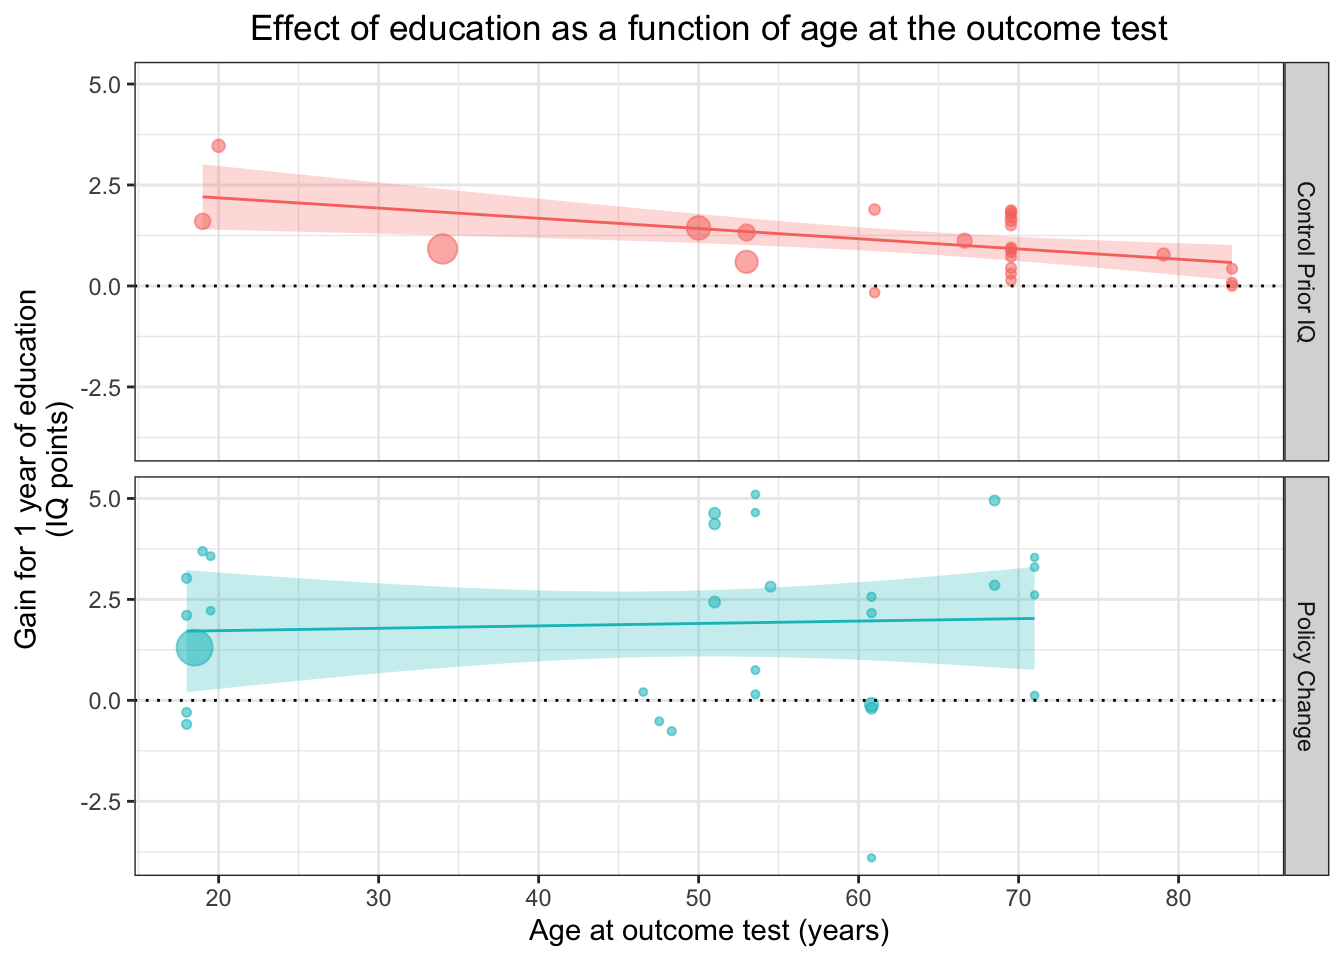 Effect of education as a function of age at the outcome test
Gain for 1 year of education
(IQ points)
5.0
2.5
0.0
-2.5
Control Prior IQ
5.0
2.5
0.0
-2.5
Policy Change
20 30 40 50 60 70 80
Age at outcome test (years)